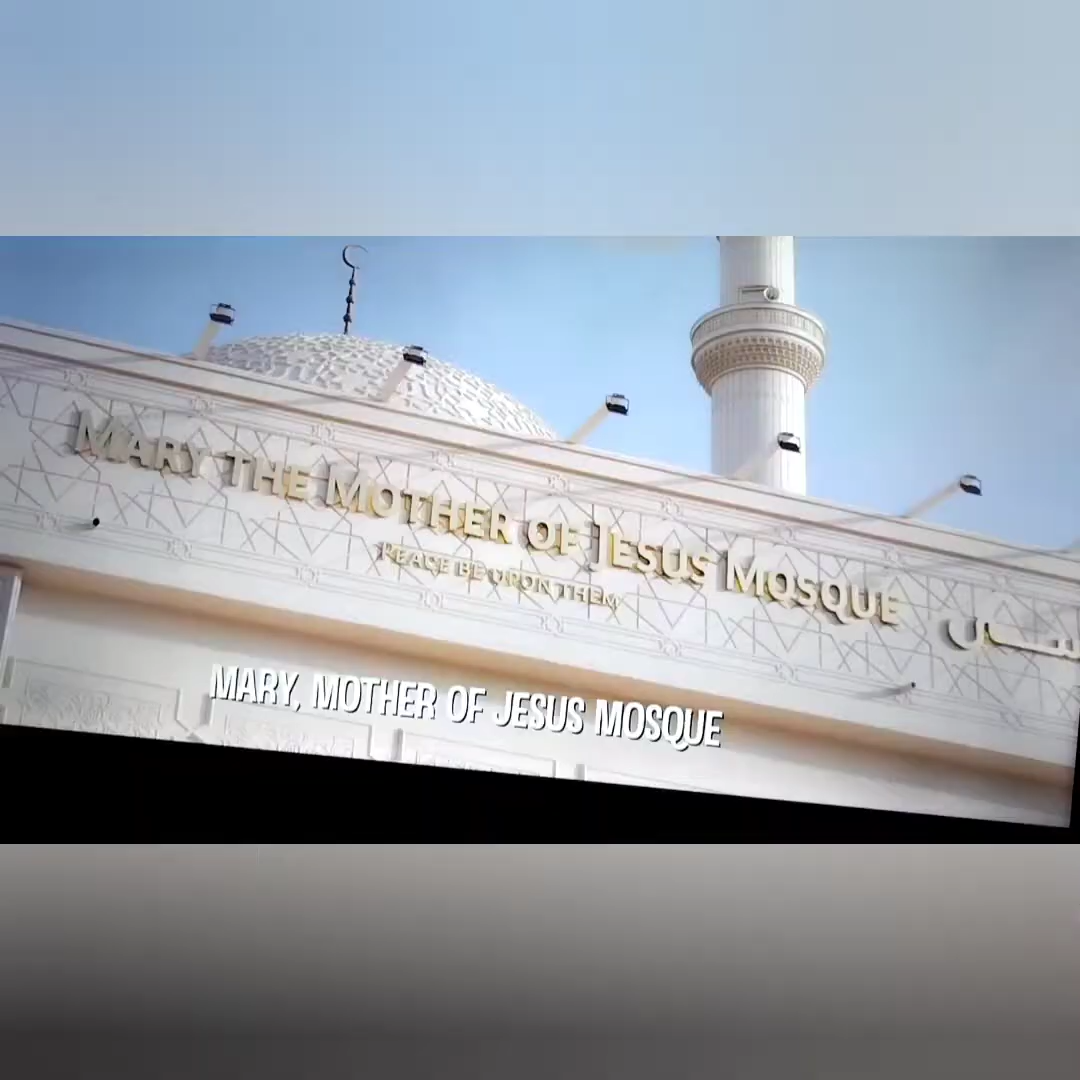 MARY THE MOTHER OF JESUS MOSQUE
PEACE BE UPON THEM
MARY, MOTHER OF JESUS MOSQUE